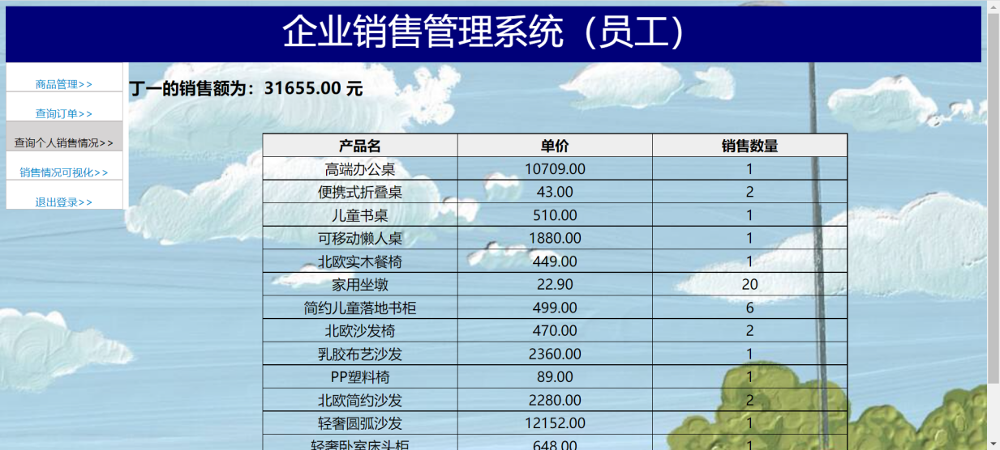 企业销售管理系统（员工）
商品管理>>
查询订单>>
查询个人销售情况>>
销售情况可视化>>
退出登录>>
丁一的销售额为：31655.00 元
产品名 单价 销售数量
高端办公桌 10709.00 1
便携式折叠桌 43.00 2
儿童书桌 510.00 1
可移动懒人桌 1880.00 1
北欧实木餐椅 449.00 1
家用坐墩 22.90 20
简约儿童落地书柜 499.00 6
北欧沙发椅 470.00 2
乳胶布艺沙发 2360.00 1
PP塑料椅 89.00 1
北欧简约沙发 2280.00 2
轻奢圆弧沙发 12152.00 1
轻奢卧室床头柜 648.00 1